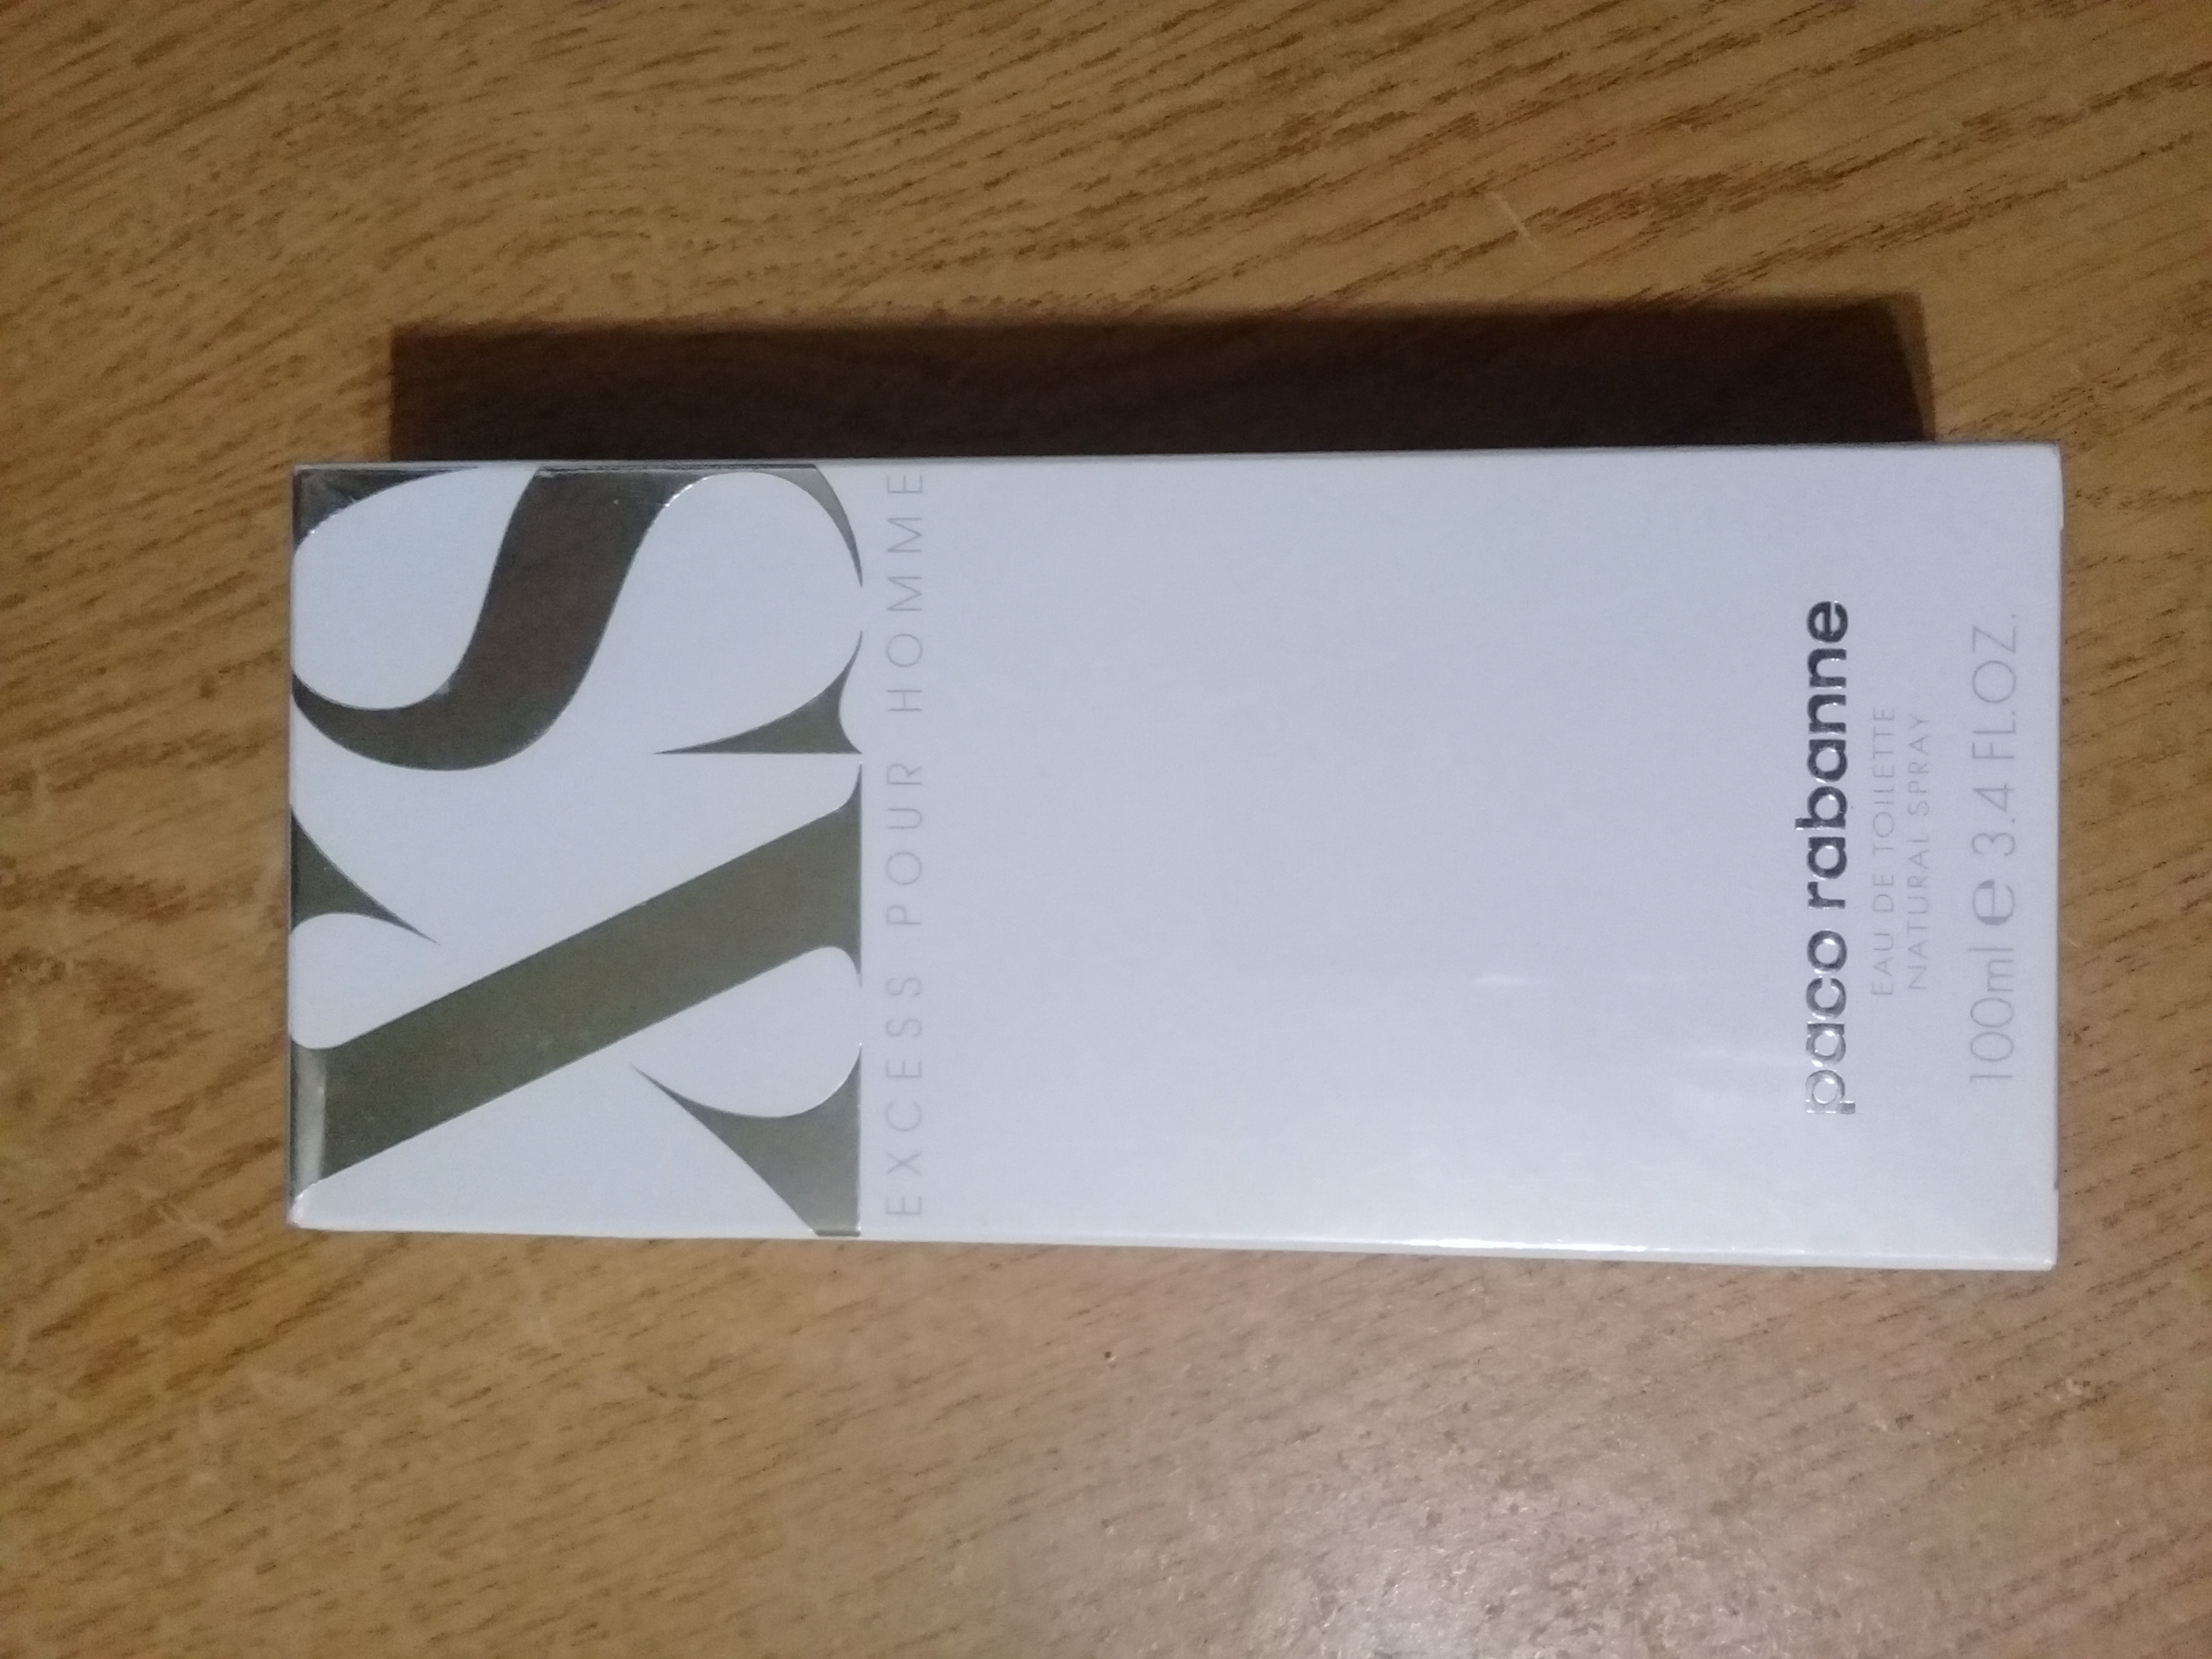 XS
EXCESS POUR HOMME
paco rabanne
EAU DE TOILETTE
NATURAL SPRAY
100ml e 3.4 FL.OZ.